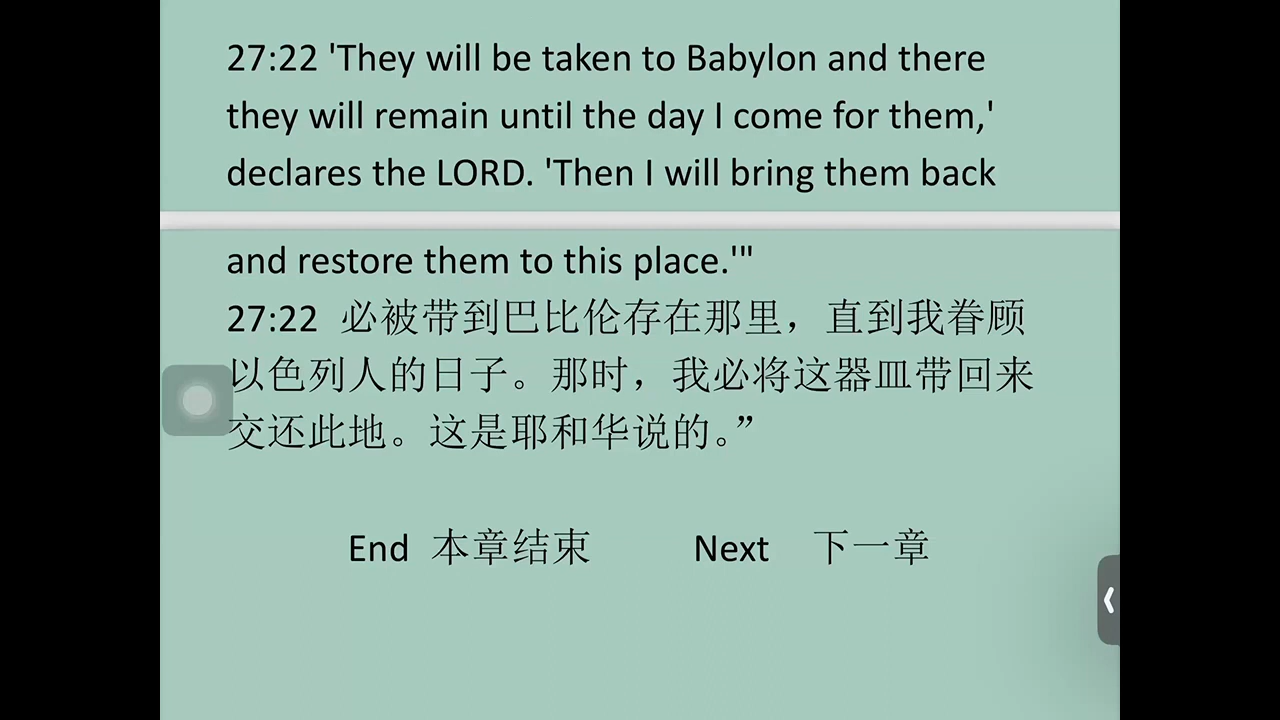 27:22 'They will be taken to Babylon and there
they will remain until the day I come for them,'
declares the LORD. 'Then I will bring them back
and restore them to this place.'"
27:22 必被带到巴比伦存在那里，直到我眷顾
以色列人的日子。那时，我必将这器皿带回来
交还此地。这是耶和华说的。”
End 本章结束 Next 下一章